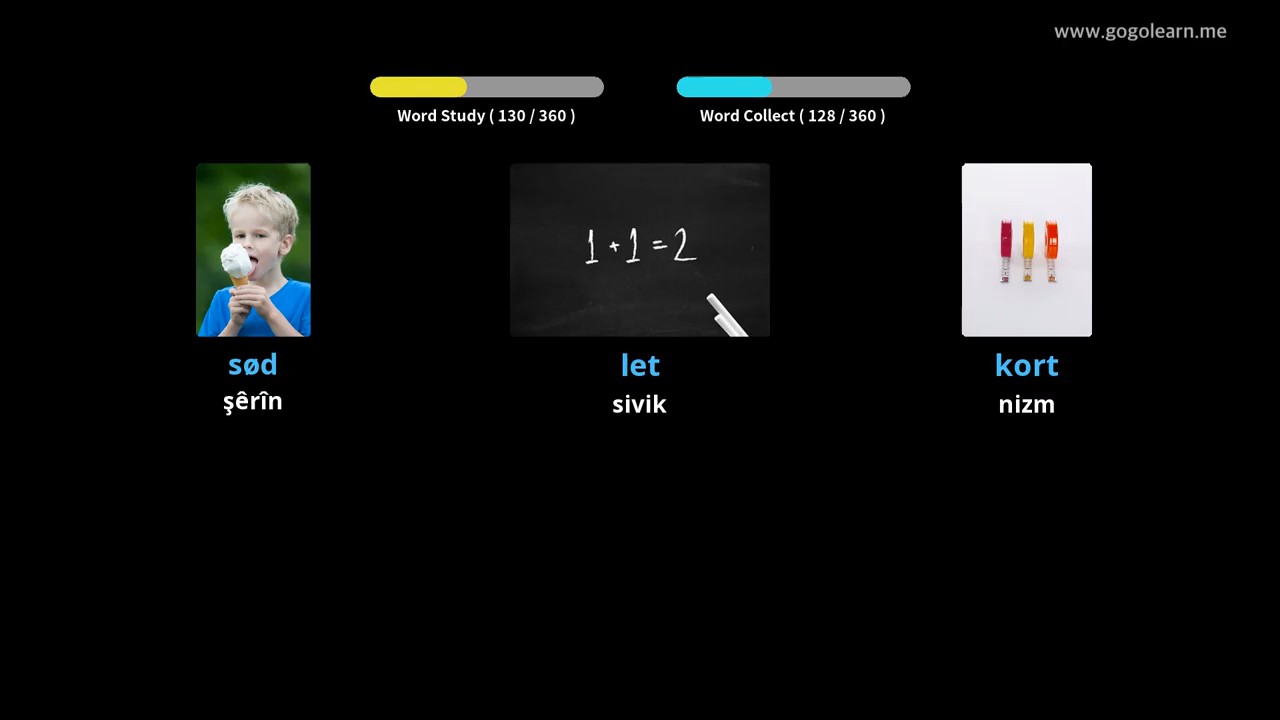 www.gogolearn.me
Word Study ( 130 / 360 )
Word Collect ( 128 / 360 )
1 + 1 = 2
sød
let
kort
şêrîn
sivik
nizm